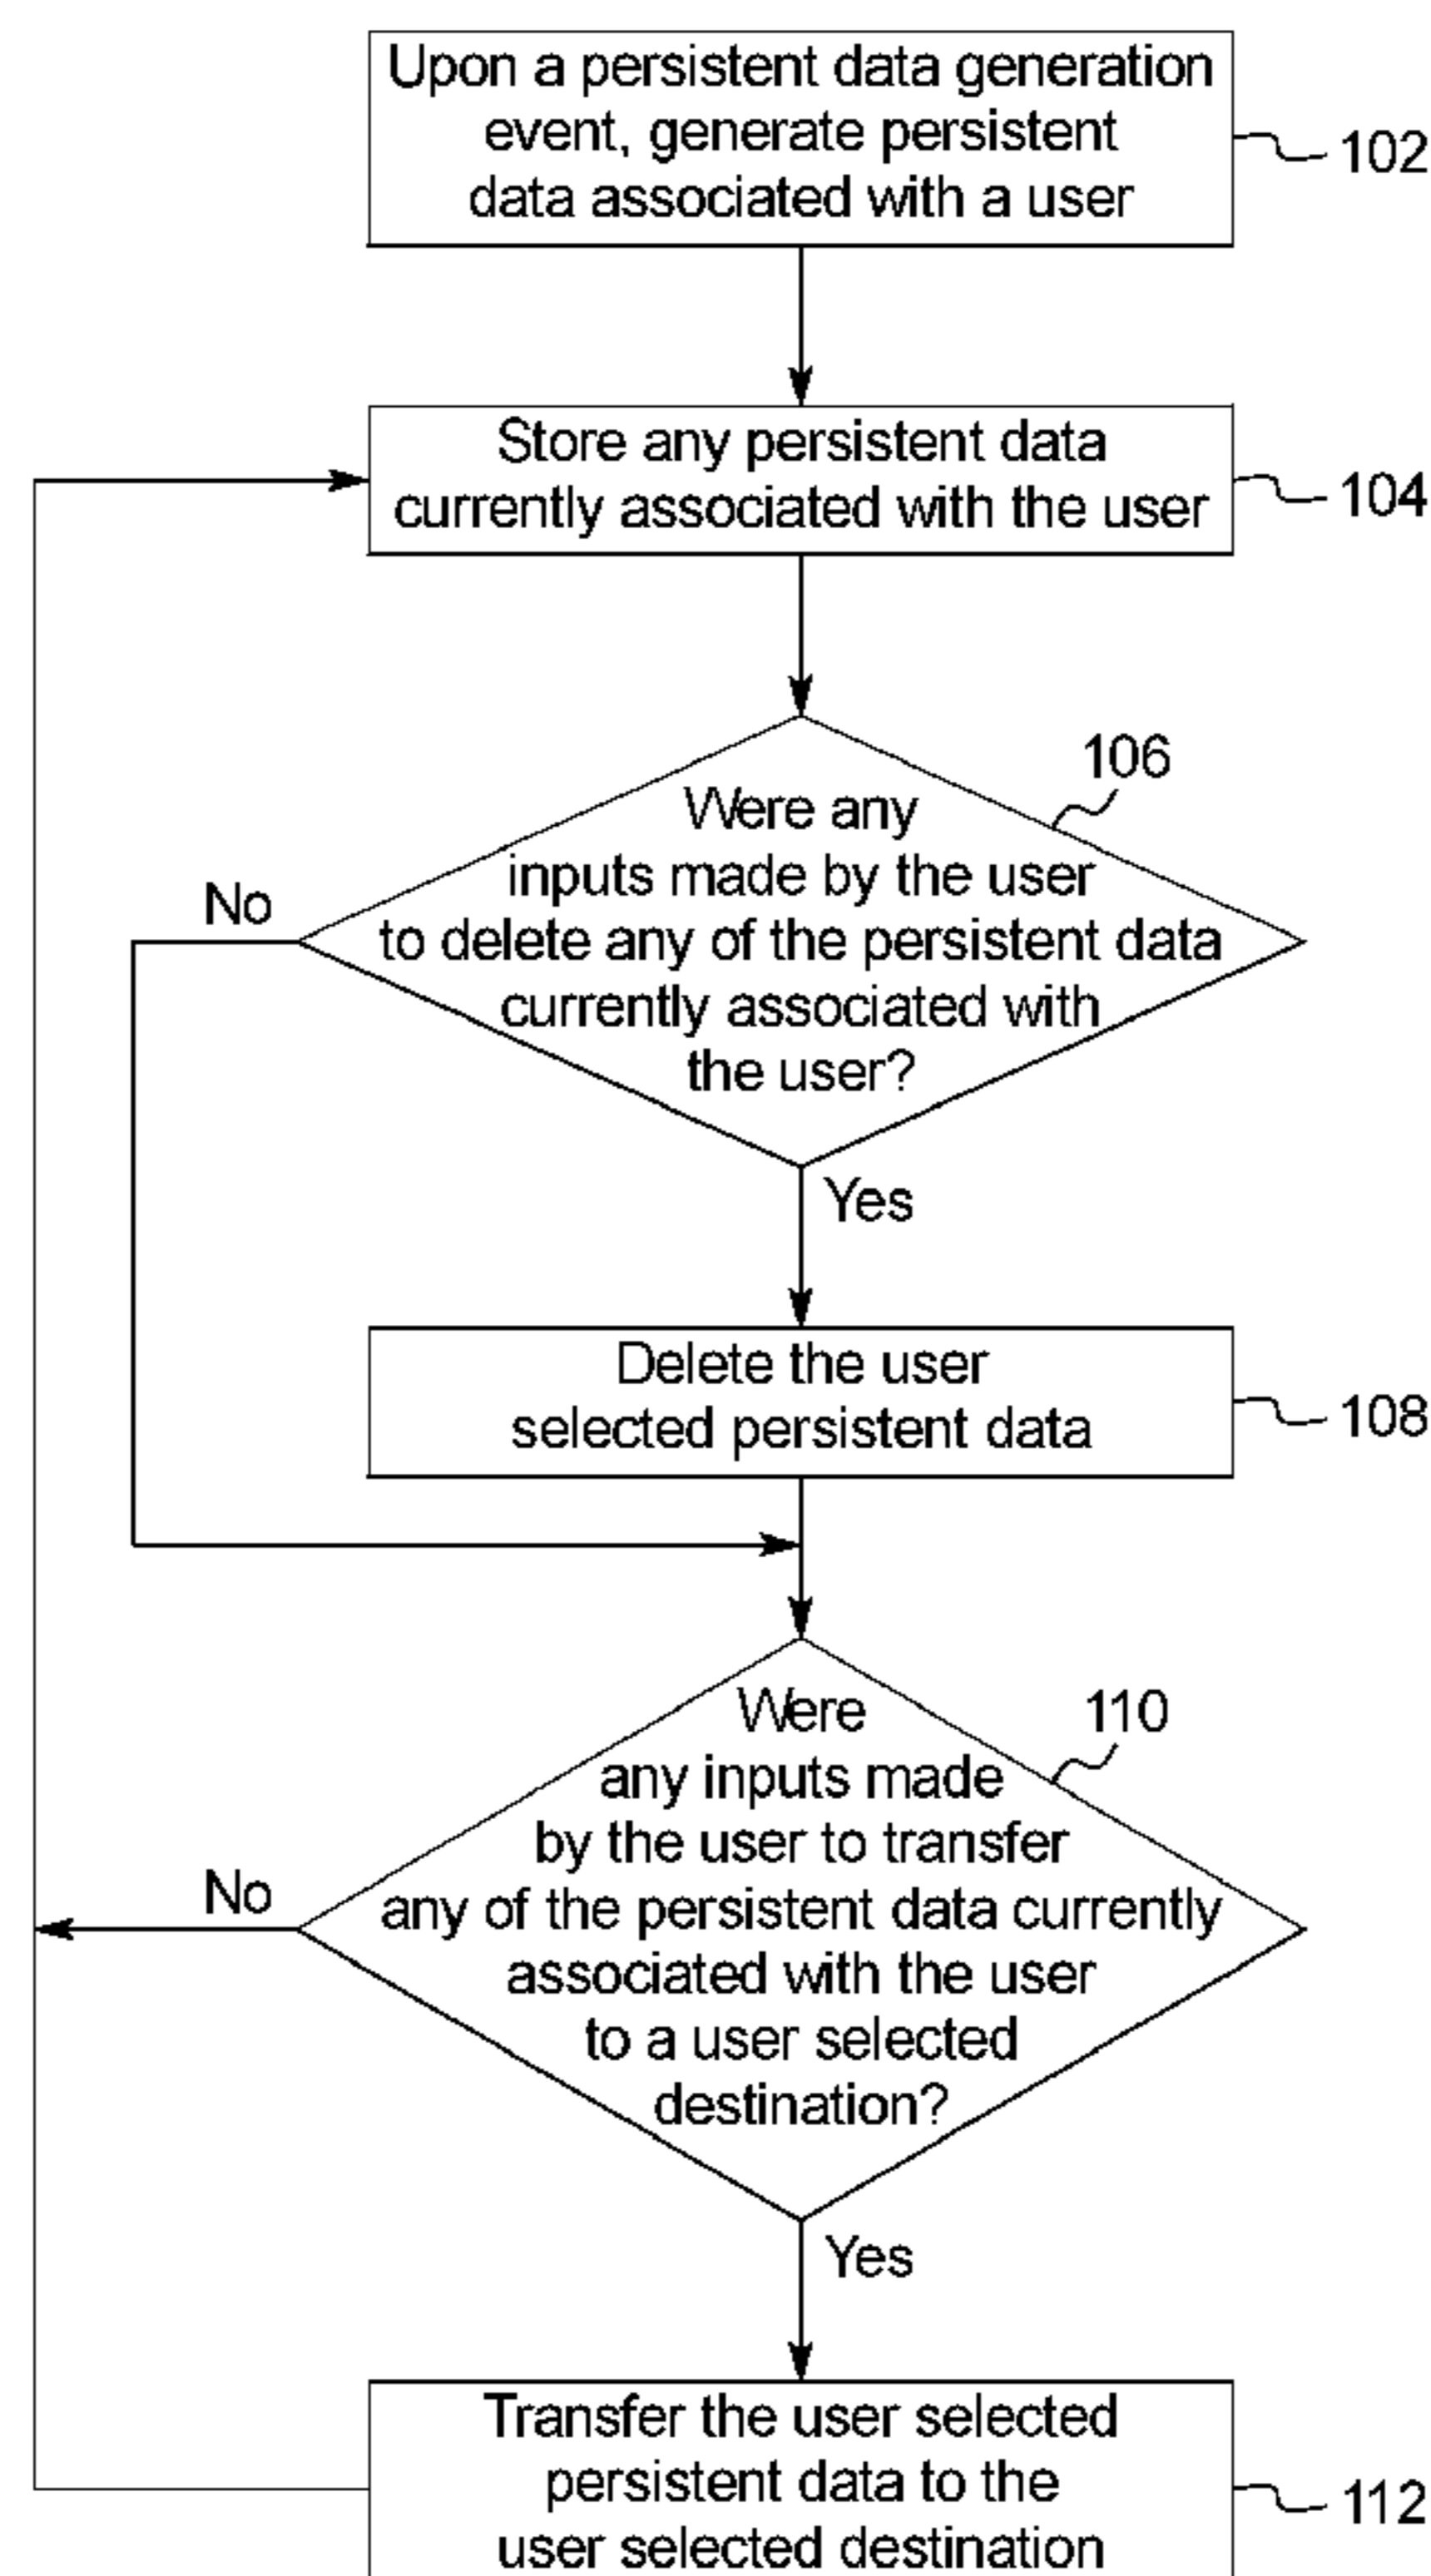 Upon a persistent data generation
event, generate persistent
data associated with a user
102
Store any persistent data
currently associated with the user
104
106
Were any
inputs made by the user
to delete any of the persistent data
currently associated with
the user?
No
Yes
Delete the user
selected persistent data
108
110
Were
any inputs made
by the user to transfer
any of the persistent data currently
associated with the user
to a user selected
destination?
No
Yes
Transfer the user selected
persistent data to the
user selected destination
112